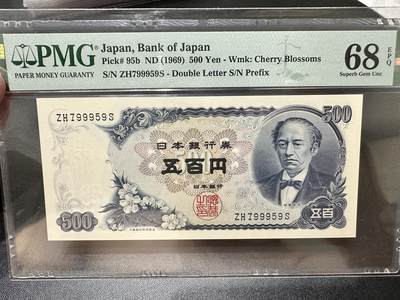 PMG
PAPER MONEY GUARANTY
Japan, Bank of Japan
Pick# 95b ND (1969) 500 Yen - Wmk: Cherry Blossoms
S/N ZH799959S - Double Letter S/N Prefix
68 EPQ
Superb Gem Unc
ZH799959S
500
日本銀行券
五百円
日本銀行
500
ZH799959S
五百